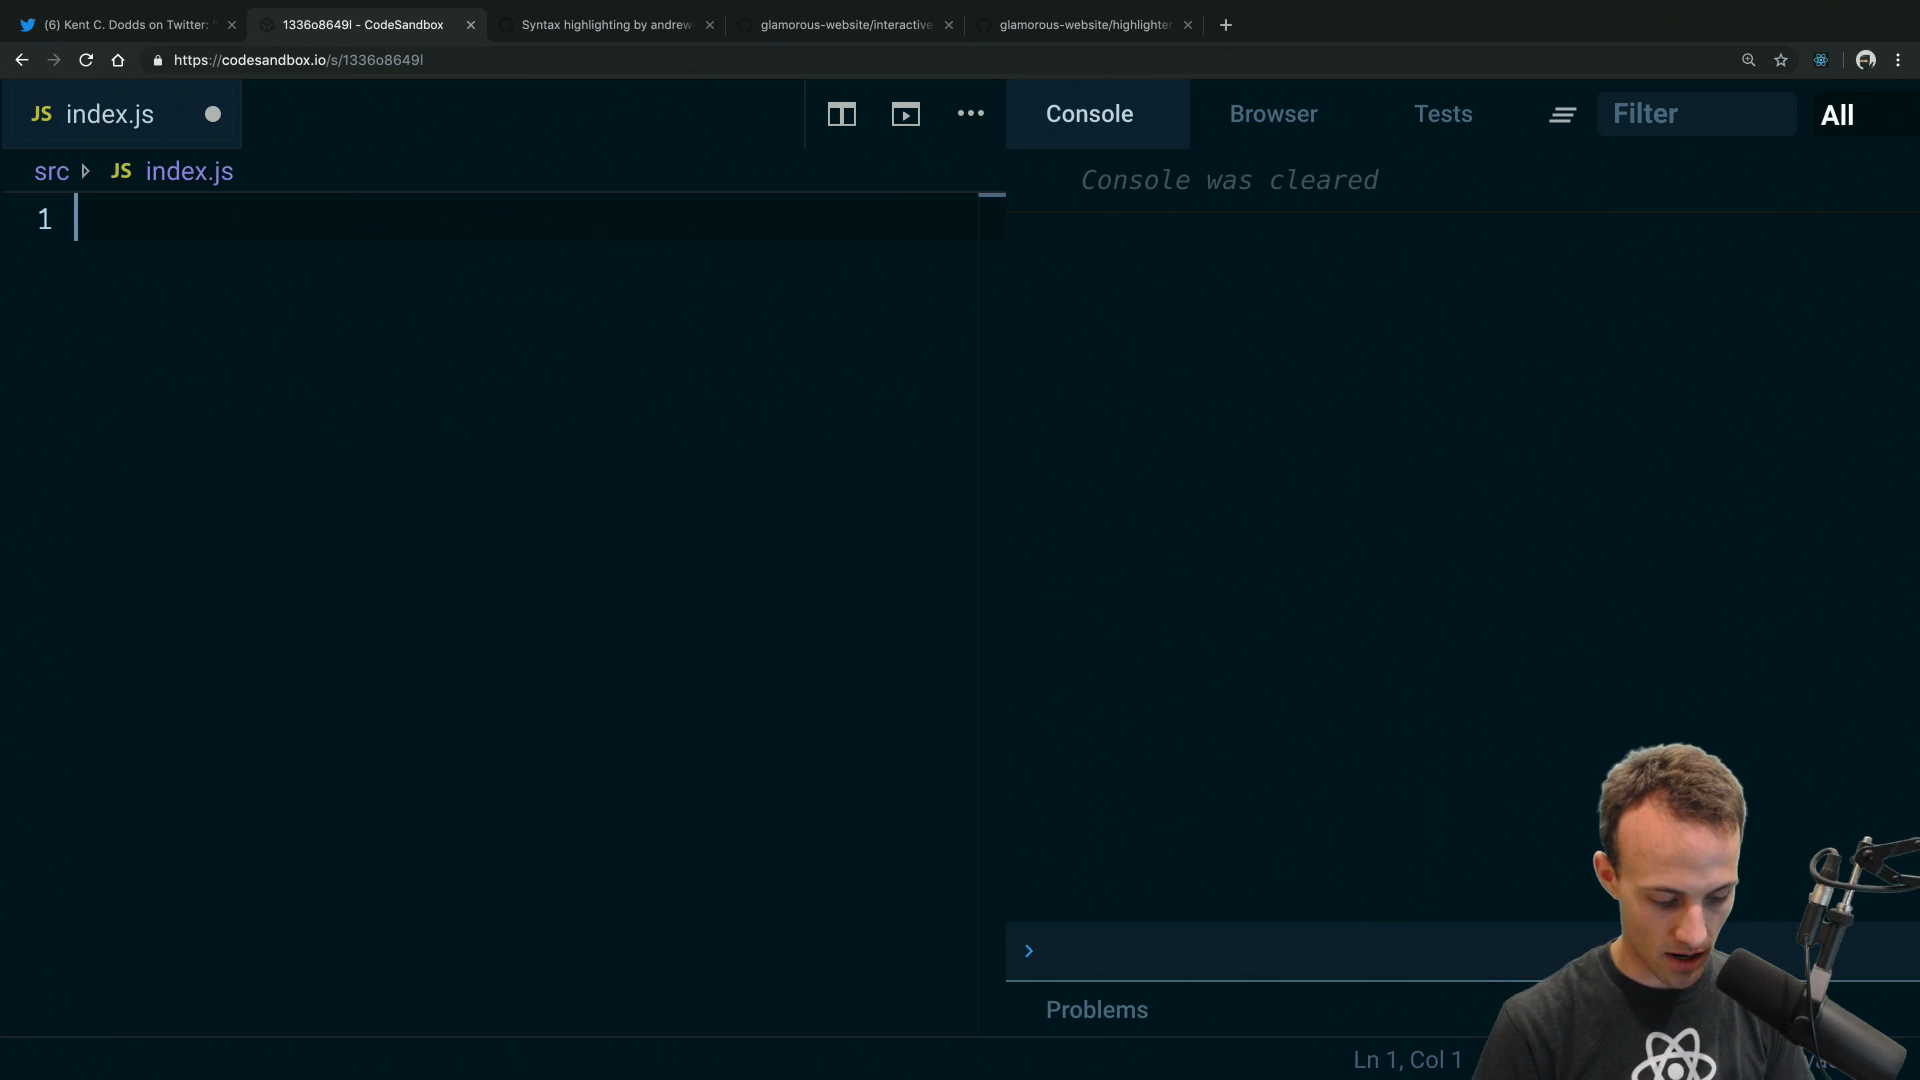 (6) Kent C. Dodds on Twitter: "
1336o8649l - CodeSandbox
Syntax highlighting by andrew-
glamorous-website/interactive
glamorous-website/highlighter
https://codesandbox.io/s/1336o8649l
JS index.js
Console
Browser
Tests
Filter
All
src
JS index.js
Console was cleared
1
Problems
Ln 1, Col 1